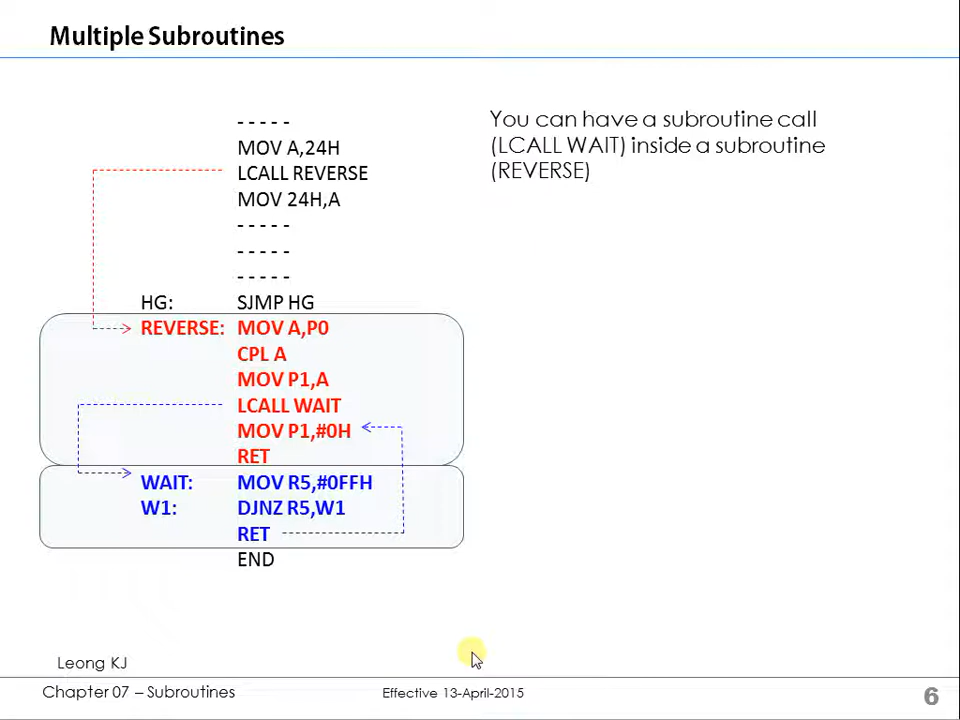 Multiple Subroutines
- - - - -
MOV A,24H
LCALL REVERSE
MOV 24H,A
- - - - -
- - - - -
- - - - -
HG: SJMP HG
REVERSE: MOV A,P0
CPL A
MOV P1,A
LCALL WAIT
MOV P1,#0H
RET
WAIT: MOV R5,#0FFH
W1: DJNZ R5,W1
RET
END
You can have a subroutine call
(LCALL WAIT) inside a subroutine
(REVERSE)
Leong KJ
Chapter 07 – Subroutines
Effective 13-April-2015
6